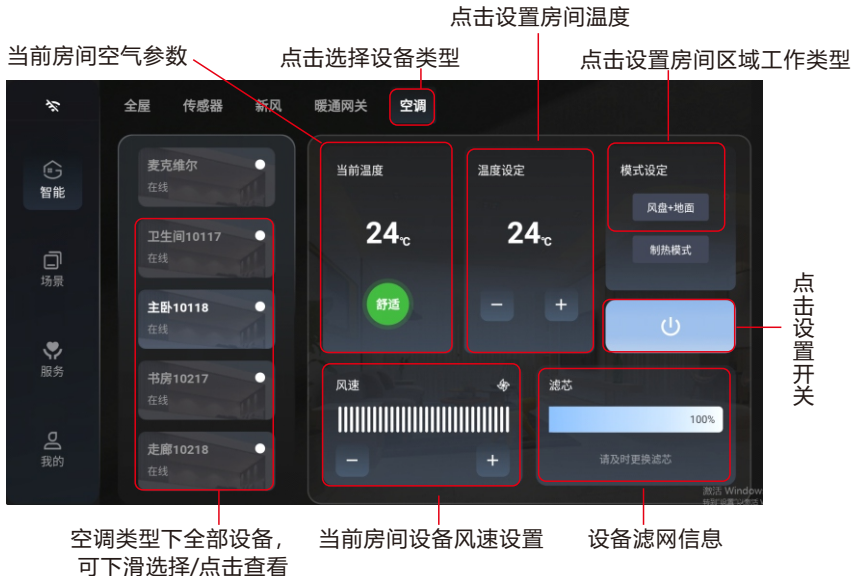 点击设置房间温度
当前房间空气参数
点击选择设备类型
点击设置房间区域工作类型
全屋 传感器 新风 暖通网关 空调
智能
场景
服务
我的
麦克维尔
在线
卫生间10117
在线
主卧10118
在线
书房10217
在线
走廊10218
在线
当前温度
24℃
舒适
温度设定
24℃
− +
模式设定
风盘+地面
制热模式
点击设置开关
风速
− +
滤芯
100%
请及时更换滤芯
激活 Window
空调类型下全部设备，
可下滑选择/点击查看
当前房间设备风速设置
设备滤网信息